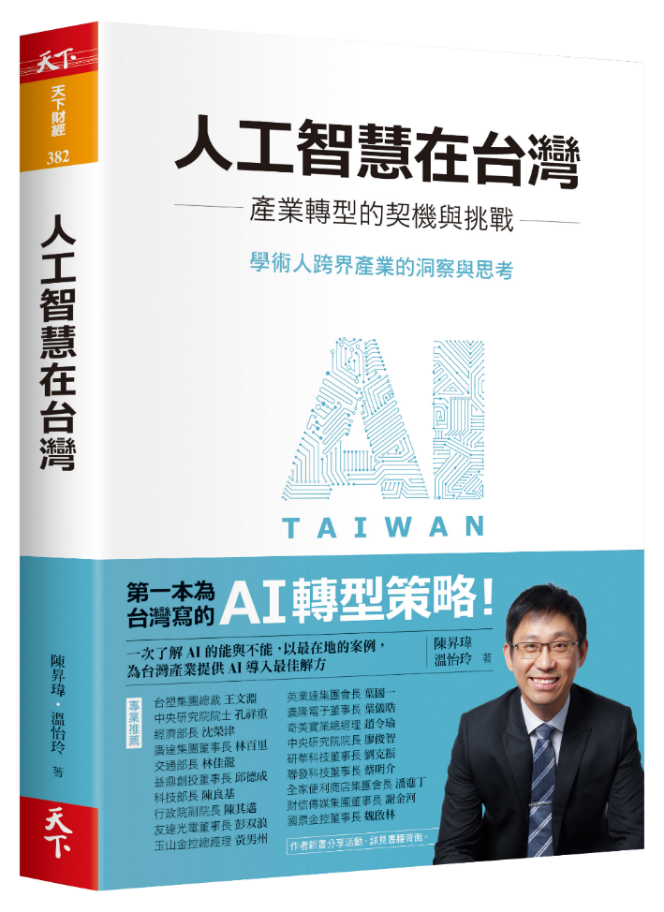 天下
天下財經
382
人工智慧在台灣
陳昇瑋・溫怡玲 著
天下
人工智慧在台灣
產業轉型的契機與挑戰
學術人跨界產業的洞察與思考
AI
TAIWAN
第一本為
台灣寫的
AI轉型策略！
一次了解 AI 的能與不能，以最在地的案例，
為台灣產業提供 AI 導入最佳解方
陳昇瑋
溫怡玲 著
專業推薦
台塑集團總裁 王文淵
中央研究院院士 孔祥重
經濟部長 沈榮津
廣達集團董事長 林百里
交通部長 林佳龍
益鼎創投董事長 邱德成
科技部長 陳良基
行政院副院長 陳其邁
友達光電董事長 彭双浪
玉山金控總經理 黃男州
英業達集團會長 葉國一
義隆電子董事長 葉儀晧
奇美實業總經理 趙令瑜
中央研究院院長 廖俊智
研華科技董事長 劉克振
聯發科技董事長 蔡明介
全家便利商店集團會長 潘進丁
財信傳媒集團董事長 謝金河
國票金控董事長 魏啟林
作者新書分享活動，詳見書腰背面。